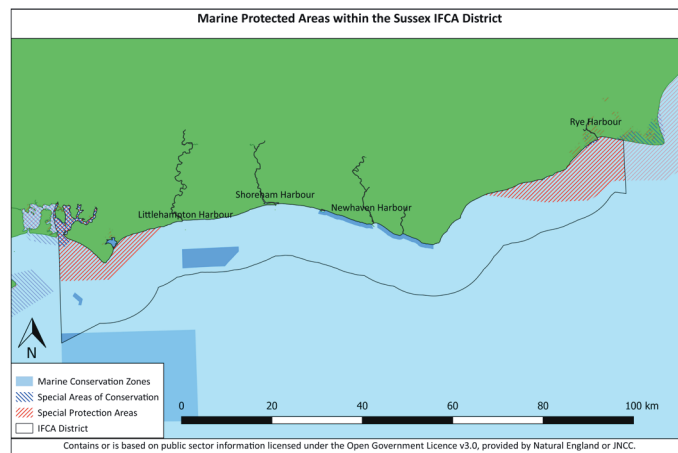 Marine Protected Areas within the Sussex IFCA District
Rye Harbour
Shoreham Harbour
Littlehampton Harbour
Newhaven Harbour
N
Marine Conservation Zones
Special Areas of Conservation
Special Protection Areas
IFCA District
0 20 40 60 80 100 km
Contains or is based on public sector information licensed under the Open Government Licence v3.0, provided by Natural England or JNCC.